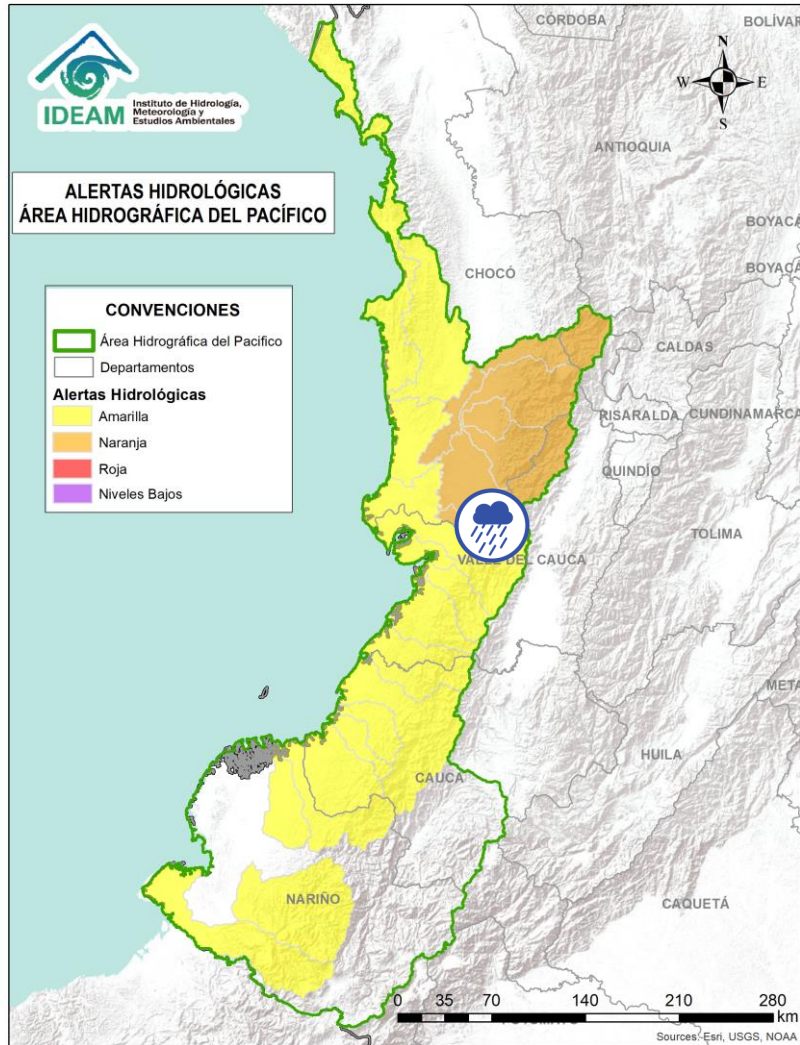 IDEAM
Instituto de Hidrología,
Meteorología y
Estudios Ambientales
ALERTAS HIDROLÓGICAS
ÁREA HIDROGRÁFICA DEL PACÍFICO
CONVENCIONES
Área Hidrográfica del Pacifico
Departamentos
Alertas Hidrológicas
Amarilla
Naranja
Roja
Niveles Bajos
N
W E
S
CÓRDOBA
BOLÍVAR
ANTIOQUIA
BOYACÁ
BOYACÁ
CHOCÓ
CALDAS
RISARALDA
CUNDINAMARCA
QUINDÍO
TOLIMA
VALLE DEL CAUCA
META
HUILA
CAUCA
NARIÑO
CAQUETÁ
0 35 70 140 210 280
km
Sources: Esri, USGS, NOAA